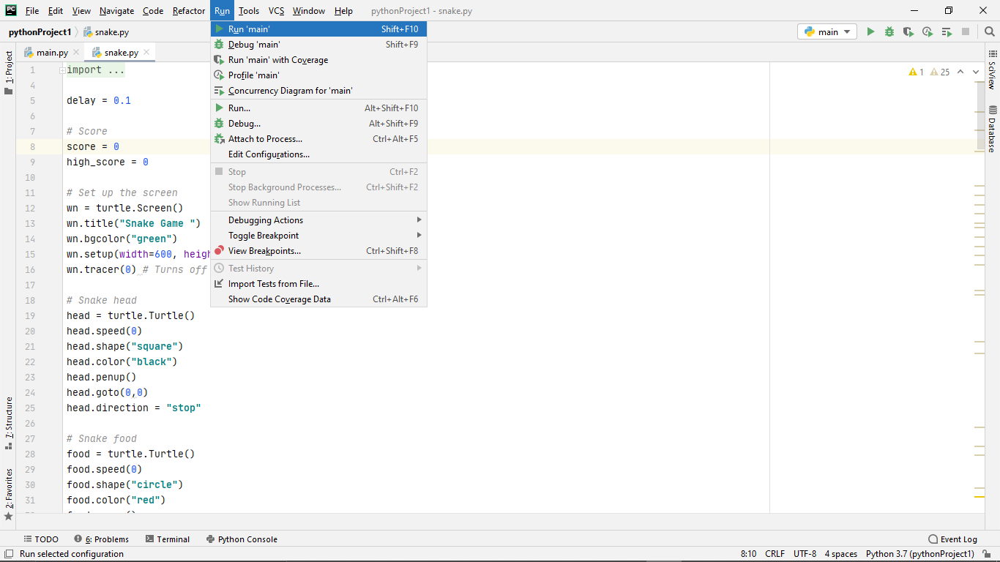 PC File Edit View Navigate Code Refactor Run Tools VCS Window Help pythonProject1 - snake.py
pythonProject1 snake.py main
main.py snake.py
1: Project
7: Structure
2: Favorites
SciView
Database
1 25
1 import ...
4
5 delay = 0.1
6
7 # Score
8 score = 0
9 high_score = 0
10
11 # Set up the screen
12 wn = turtle.Screen()
13 wn.title("Snake Game ")
14 wn.bgcolor("green")
15 wn.setup(width=600, heigh
16 wn.tracer(0) # Turns off
17
18 # Snake head
19 head = turtle.Turtle()
20 head.speed(0)
21 head.shape("square")
22 head.color("black")
23 head.penup()
24 head.goto(0,0)
25 head.direction = "stop"
26
27 # Snake food
28 food = turtle.Turtle()
29 food.speed(0)
30 food.shape("circle")
31 food.color("red")
Run 'main' Shift+F10
Debug 'main' Shift+F9
Run 'main' with Coverage
Profile 'main'
Concurrency Diagram for 'main'
Run... Alt+Shift+F10
Debug... Alt+Shift+F9
Attach to Process... Ctrl+Alt+F5
Edit Configurations...
Stop Ctrl+F2
Stop Background Processes... Ctrl+Shift+F2
Show Running List
Debugging Actions
Toggle Breakpoint
View Breakpoints... Ctrl+Shift+F8
Test History
Import Tests from File...
Show Code Coverage Data Ctrl+Alt+F6
TODO 6: Problems Terminal Python Console Event Log
Run selected configuration 8:10 CRLF UTF-8 4 spaces Python 3.7 (pythonProject1)